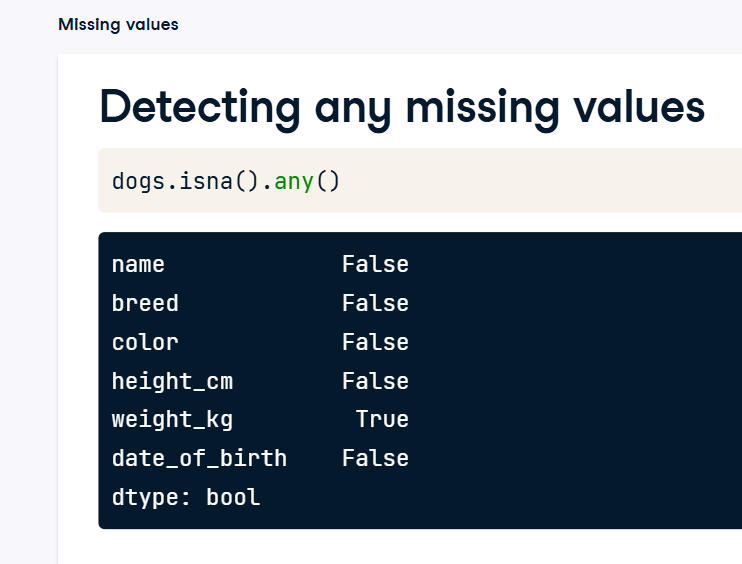 Missing values
Detecting any missing values
dogs.isna().any()
name False
breed False
color False
height_cm False
weight_kg True
date_of_birth False
dtype: bool